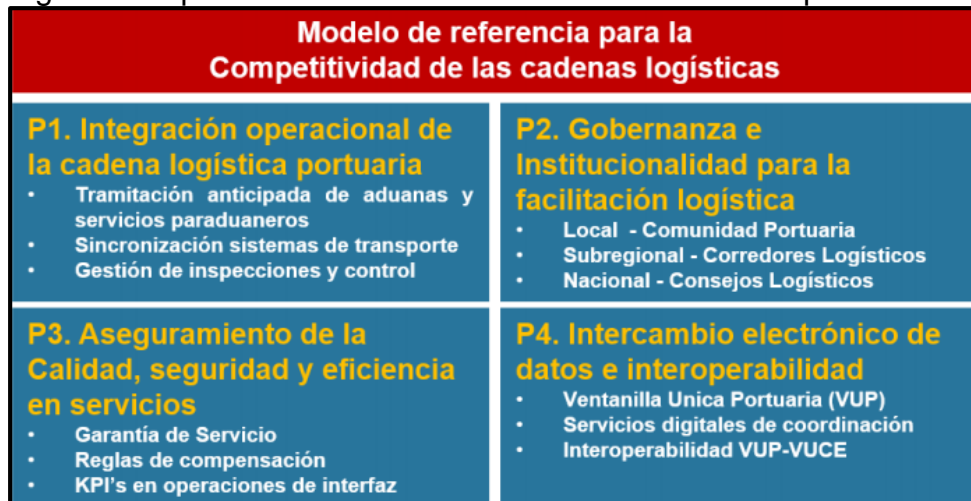 Modelo de referencia para la
Competitividad de las cadenas logísticas
P1. Integración operacional de
la cadena logística portuaria
• Tramitación anticipada de aduanas y
servicios paraduaneros
• Sincronización sistemas de transporte
• Gestión de inspecciones y control
P2. Gobernanza e
Institucionalidad para la
facilitación logística
• Local - Comunidad Portuaria
• Subregional - Corredores Logísticos
• Nacional - Consejos Logísticos
P3. Aseguramiento de la
Calidad, seguridad y eficiencia
en servicios
• Garantía de Servicio
• Reglas de compensación
• KPI's en operaciones de interfaz
P4. Intercambio electrónico de
datos e interoperabilidad
• Ventanilla Unica Portuaria (VUP)
• Servicios digitales de coordinación
• Interoperabilidad VUP-VUCE